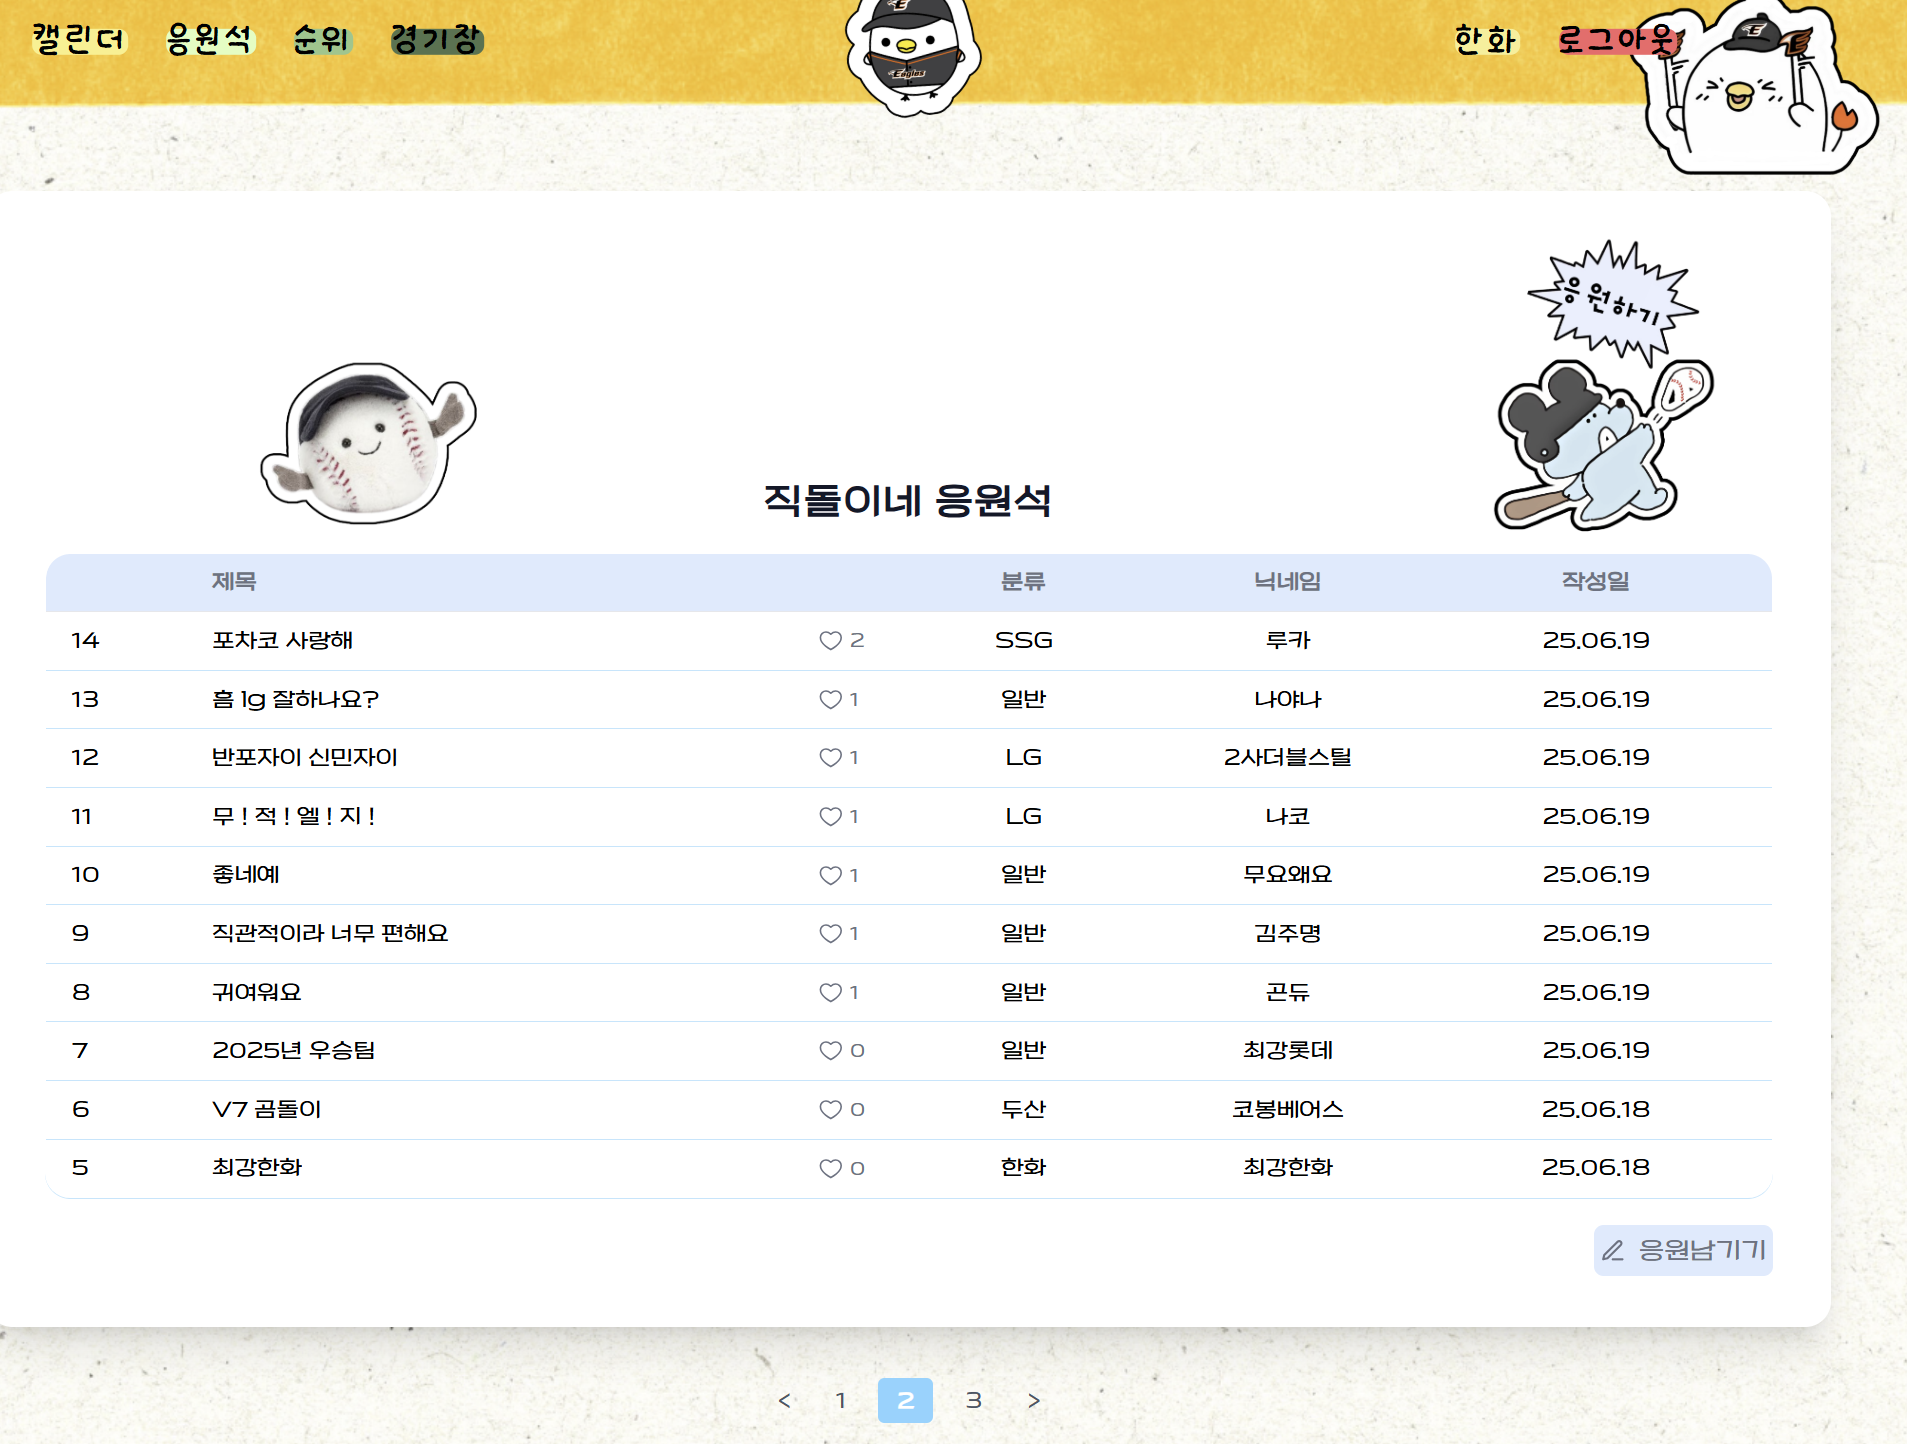 캘린더 응원석 순위 경기장 한화 로그아웃
Eagles
응원하기
직돌이네 응원석
제목 분류 닉네임 작성일
14 포차코 사랑해 2 SSG 루카 25.06.19
13 흠 lg 잘하나요? 1 일반 나야나 25.06.19
12 반포자이 신민자이 1 LG 2사더블스틸 25.06.19
11 무 ! 적 ! 엘 ! 지 ! 1 LG 나코 25.06.19
10 종네예 1 일반 무요왜요 25.06.19
9 직관적이라 너무 편해요 1 일반 김주명 25.06.19
8 귀여워요 1 일반 곤듀 25.06.19
7 2025년 우승팀 0 일반 최강롯데 25.06.19
6 V7 곰돌이 0 두산 코봉베어스 25.06.18
5 최강한화 0 한화 최강한화 25.06.18
응원남기기
< 1 2 3 >